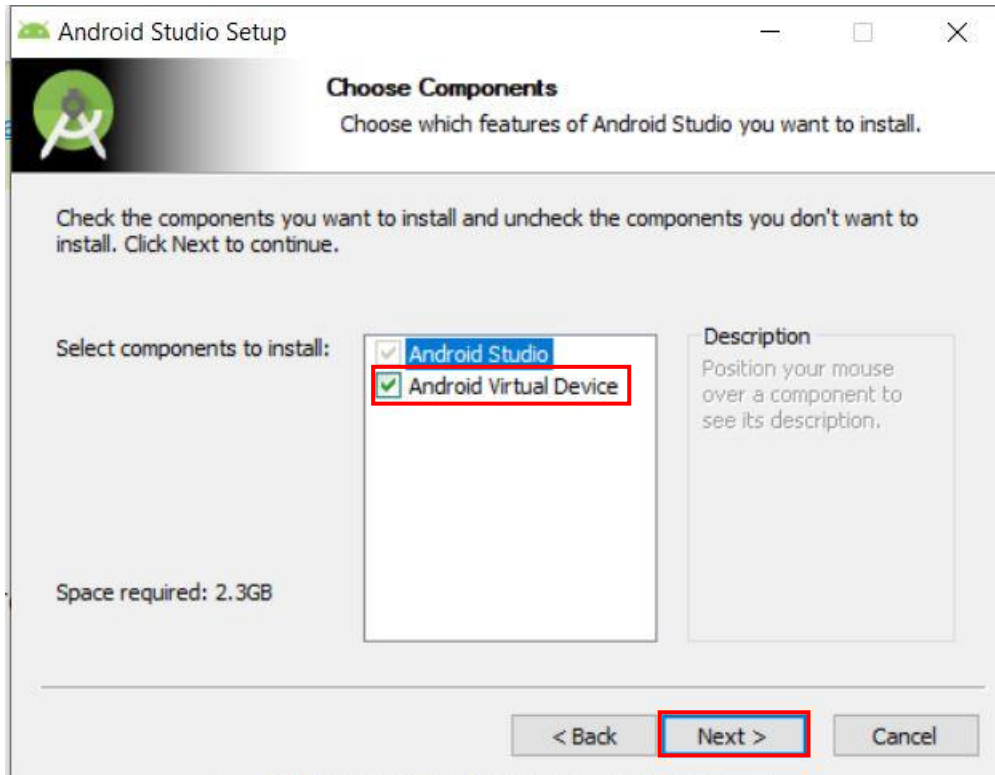 Android Studio Setup
Choose Components
Choose which features of Android Studio you want to install.
Check the components you want to install and uncheck the components you don't want to
install. Click Next to continue.
Select components to install:
Android Studio
Android Virtual Device
Description
Position your mouse
over a component to
see its description.
Space required: 2.3GB
< Back
Next >
Cancel